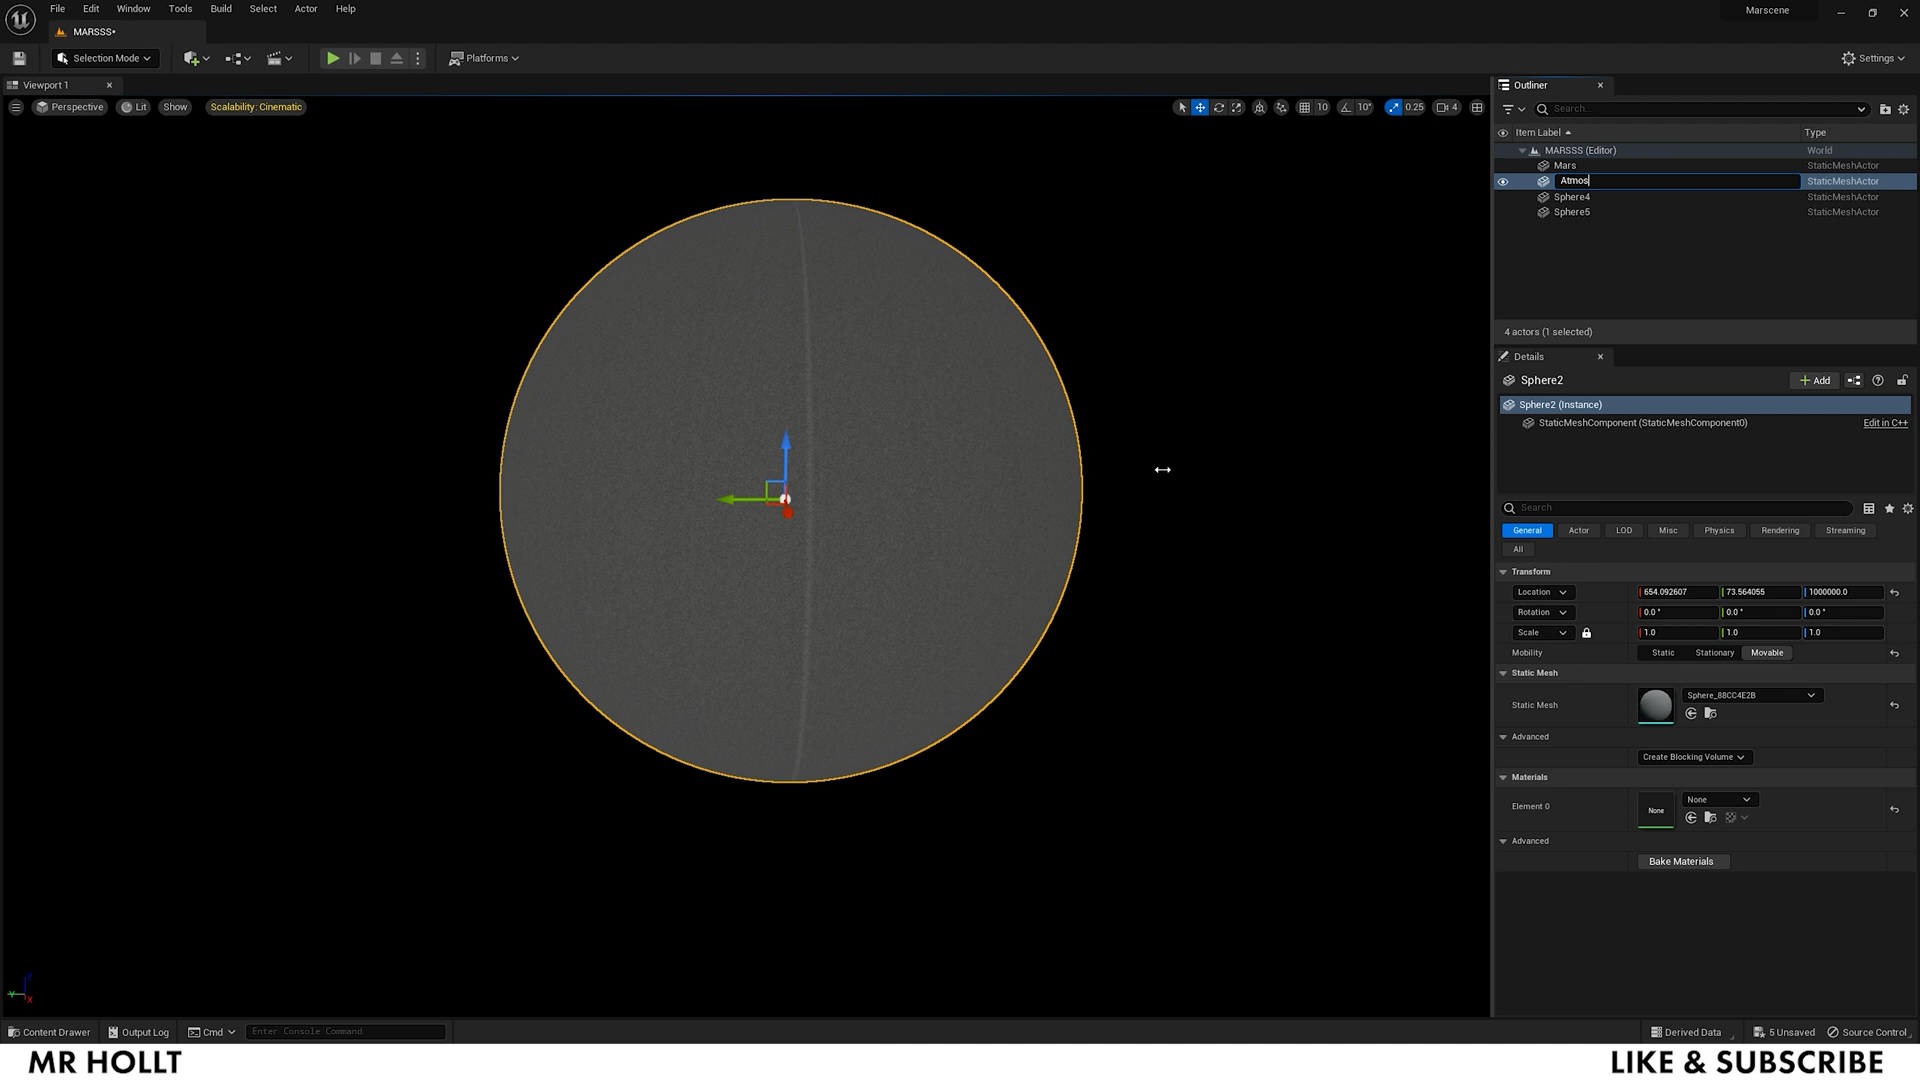 File Edit Window Tools Build Select Actor Help
Marscene
MARSSS•
Selection Mode
Platforms
Settings
Viewport 1
Perspective Lit Show Scalability: Cinematic
10 10° 0.25 4
Outliner
Search...
Item Label Type
MARSSS (Editor) World
Mars StaticMeshActor
Atmos StaticMeshActor
Sphere4 StaticMeshActor
Sphere5 StaticMeshActor
4 actors (1 selected)
Details
Sphere2
Add
Sphere2 (Instance)
StaticMeshComponent (StaticMeshComponent0) Edit in C++
Search
General Actor LOD Misc Physics Rendering Streaming
All
Transform
Location 654.092607 73.564055 1000000.0
Rotation 0.0 ° 0.0 ° 0.0 °
Scale 1.0 1.0 1.0
Mobility Static Stationary Movable
Static Mesh
Static Mesh Sphere_88CC4E2B
Advanced
Create Blocking Volume
Materials
Element 0 None None
Advanced
Bake Materials
Z
Y
X
Content Drawer Output Log Cmd Enter Console Command
Derived Data 5 Unsaved Source Control
MR HOLLT LIKE & SUBSCRIBE